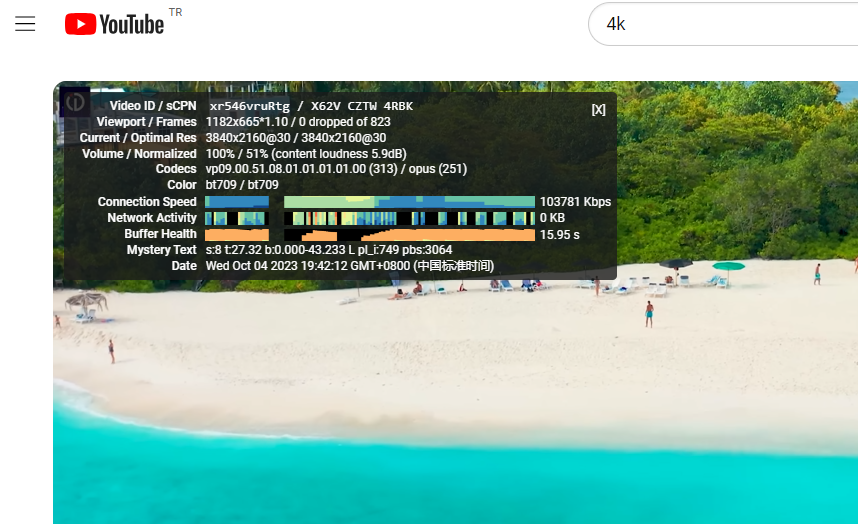 YouTube TR
4k
[X]
Video ID / sCPN xr546vruRtg / X62V CZTW 4RBK
Viewport / Frames 1182x665*1.10 / 0 dropped of 823
Current / Optimal Res 3840x2160@30 / 3840x2160@30
Volume / Normalized 100% / 51% (content loudness 5.9dB)
Codecs vp09.00.51.08.01.01.01.01.00 (313) / opus (251)
Color bt709 / bt709
Connection Speed 103781 Kbps
Network Activity 0 KB
Buffer Health 15.95 s
Mystery Text s:8 t:27.32 b:0.000-43.233 L pl_i:749 pbs:3064
Date Wed Oct 04 2023 19:42:12 GMT+0800 (中国标准时间)